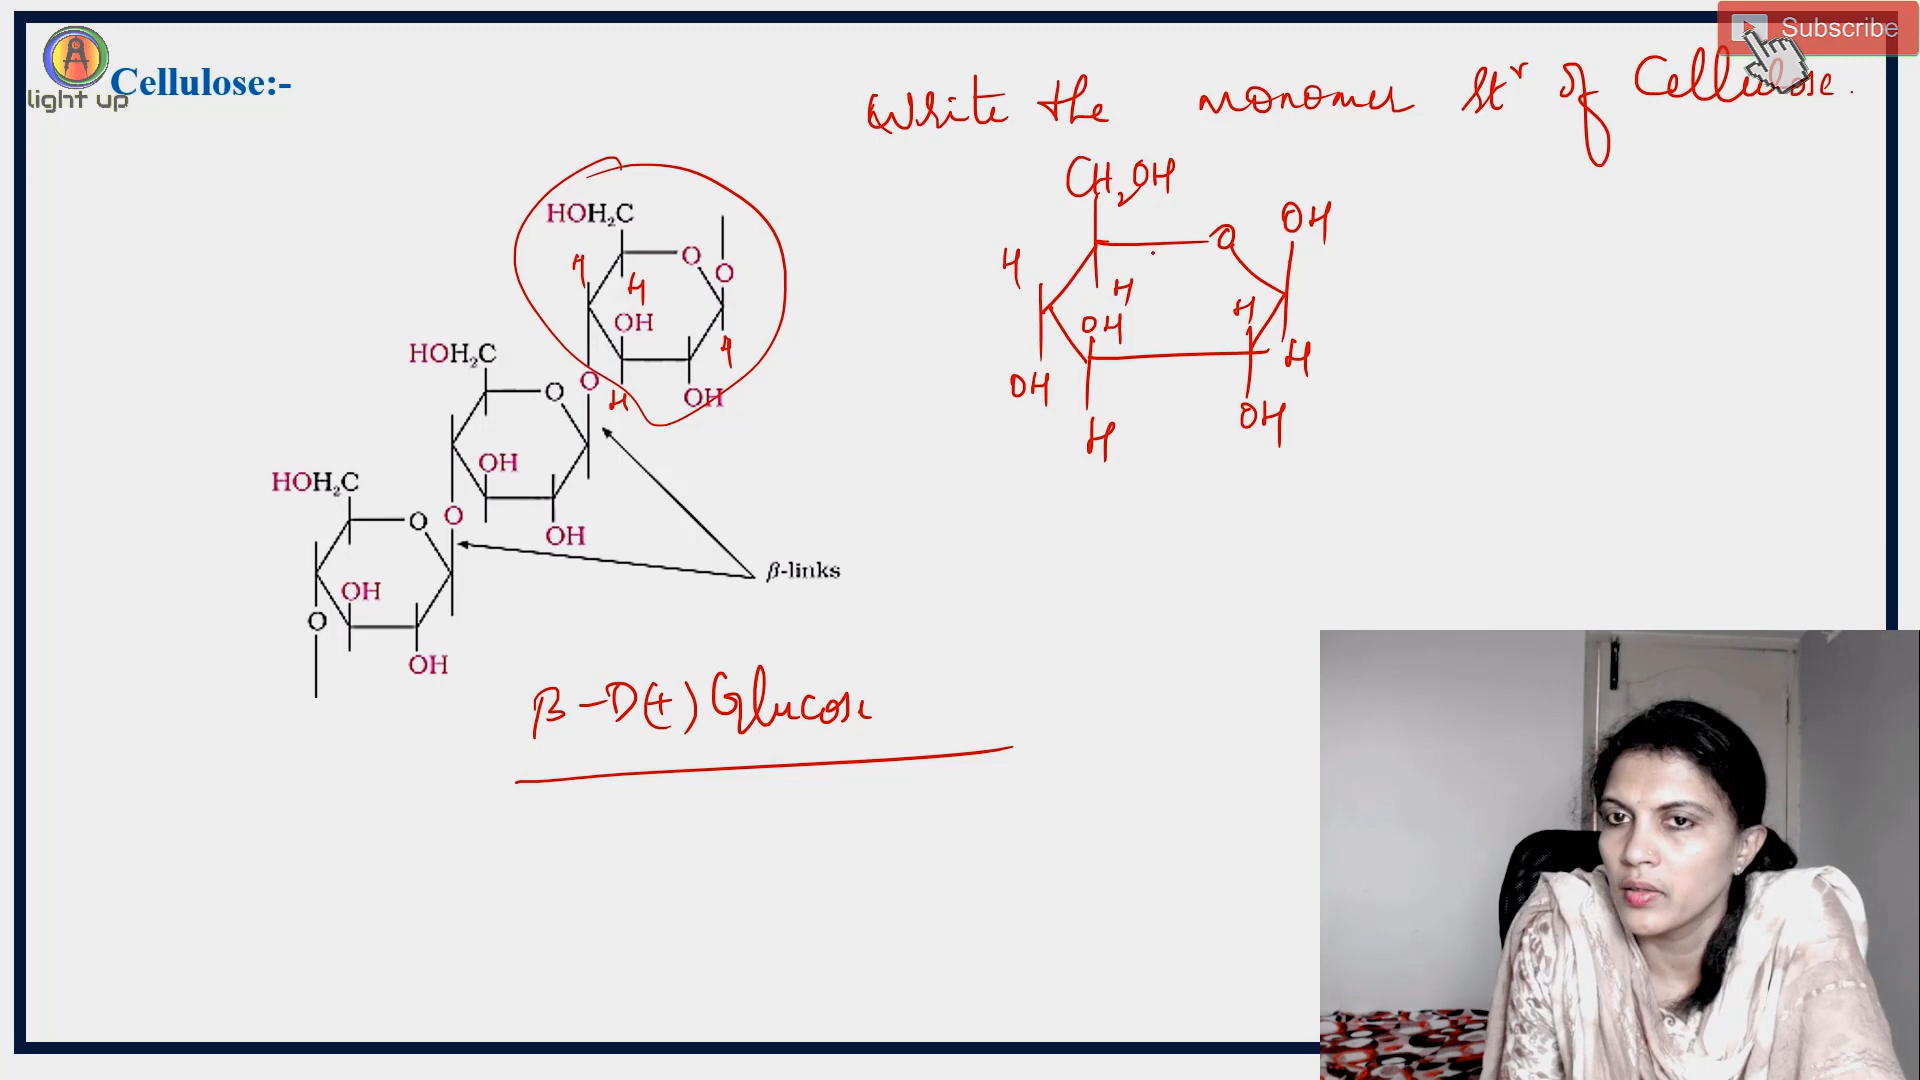 Subscribe
light up
Cellulose:-
Write the monomer str of Cellulose.
HOH₂C
O
O
H
H
OH
H
O
H
OH
HOH₂C
O
OH
O
OH
HOH₂C
O
OH
O
OH
β-links
CH₂OH
O
OH
H
H
OH
H
H
OH
OH
H
β-D(+) Glucose